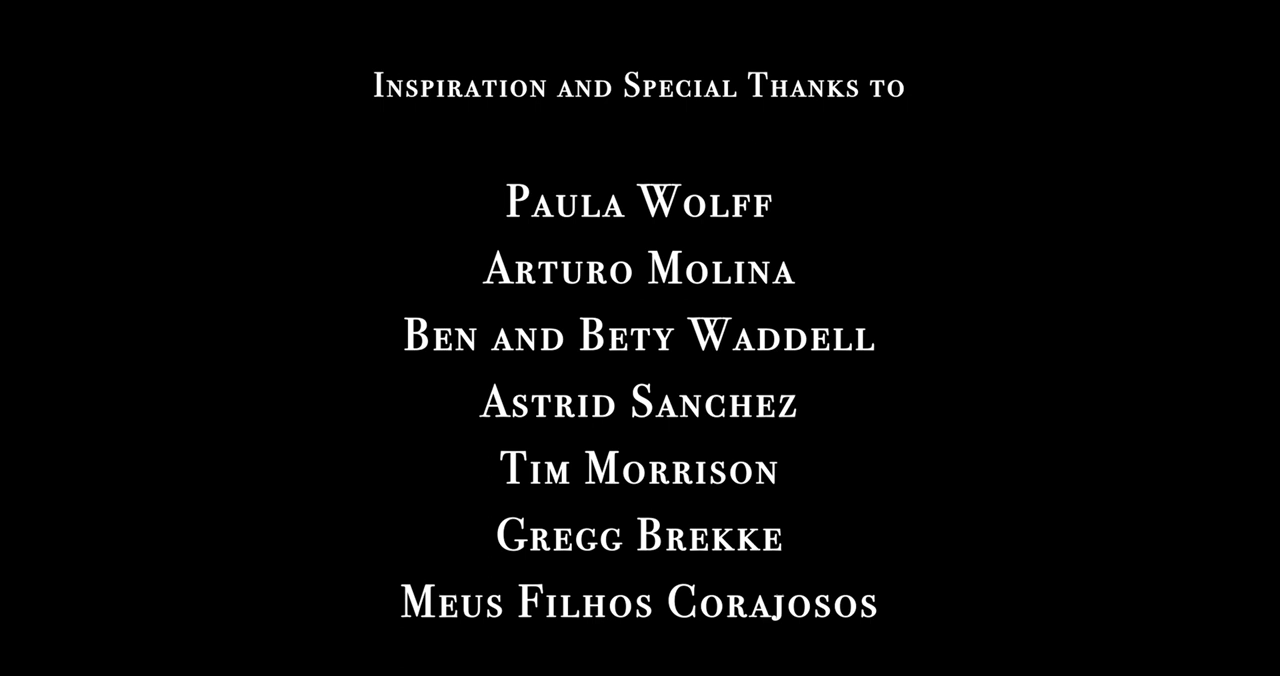 Inspiration and Special Thanks to
Paula Wolff
Arturo Molina
Ben and Bety Waddell
Astrid Sanchez
Tim Morrison
Gregg Brekke
Meus Filhos Corajosos